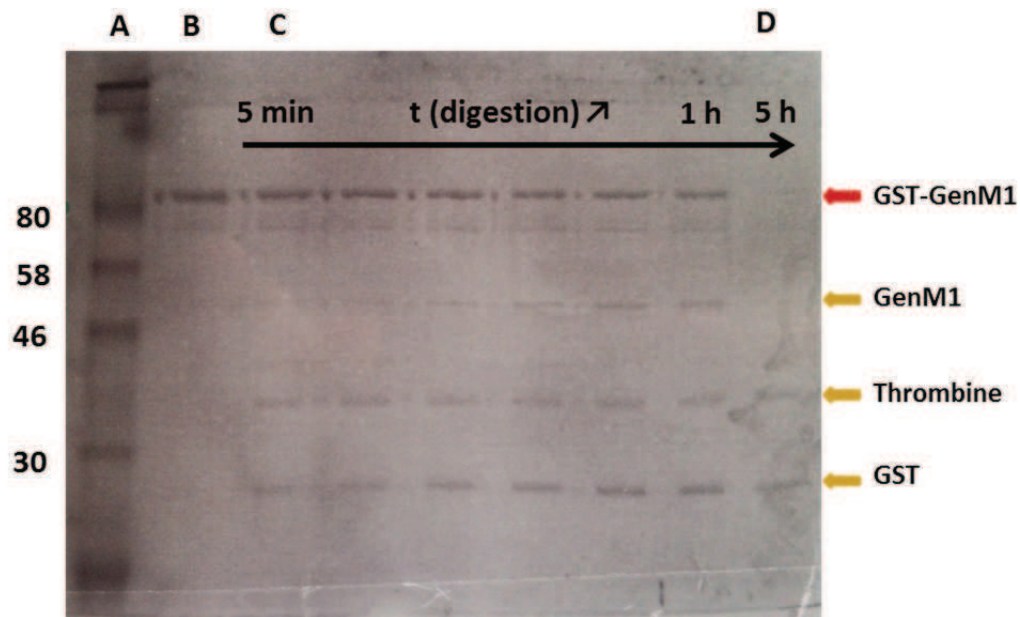 A B C D
5 min t (digestion) ↗ 1 h 5 h
GST-GenM1
80
58
GenM1
46
Thrombine
30
GST